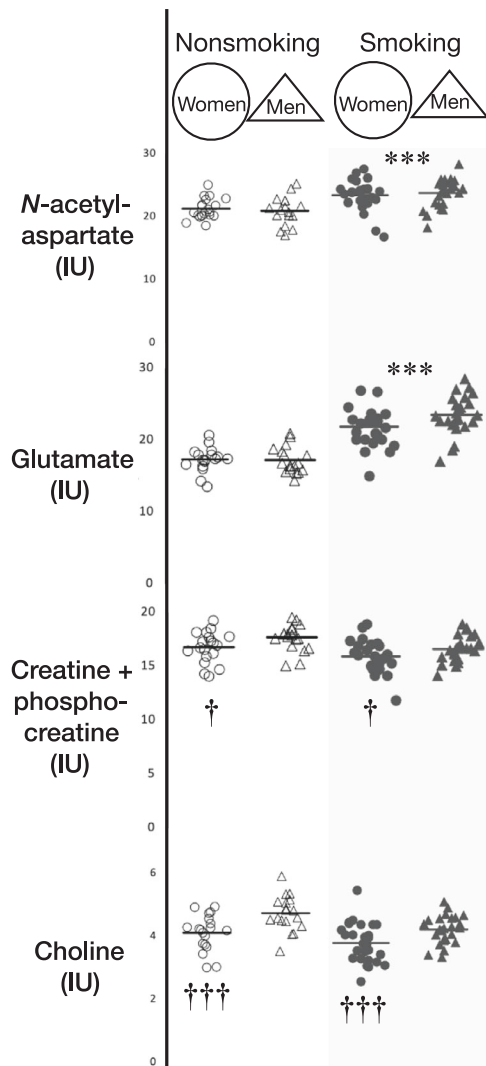 Nonsmoking Smoking
Women Men Women Men
30
***
N-acetyl-
aspartate
(IU)
20
10
0
30
***
Glutamate
(IU)
20
10
0
20
Creatine +
phospho-
creatine
(IU)
15
† †
10
5
0
6
Choline
(IU)
4
††† †††
2
0